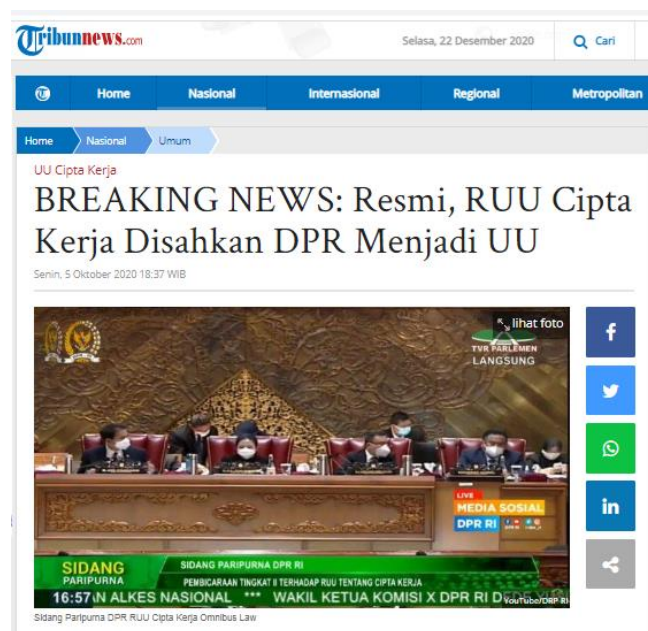 Tribunnews.com
Selasa, 22 Desember 2020
Cari
Home
Nasional
Internasional
Regional
Metropolitan
Home
Nasional
Umum
UU Cipta Kerja
BREAKING NEWS: Resmi, RUU Cipta
Kerja Disahkan DPR Menjadi UU
Senin, 5 Oktober 2020 18:37 WIB
lihat foto
TVR PARLEMEN
LANGSUNG
LIVE
MEDIA SOSIAL
DPR RI
SIDANG
PARIPURNA
SIDANG PARIPURNA DPR RI
PEMBICARAAN TINGKAT II TERHADAP RUU TENTANG CIPTA KERJA
16:57 N ALKES NASIONAL *** WAKIL KETUA KOMISI X DPR RI
YouTube/DRP RI
Sidang Paripurna DPR RUU Cipta Kerja Omnibus Law